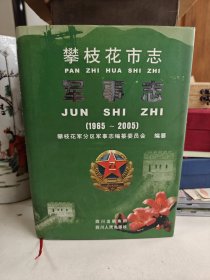 攀枝花市志
PAN ZHI HUA SHI ZHI
军事志
JUN SHI ZHI
(1965-2005)
攀枝花军分区军事志编纂委员会 编纂
四川出版集团
四川人民出版社